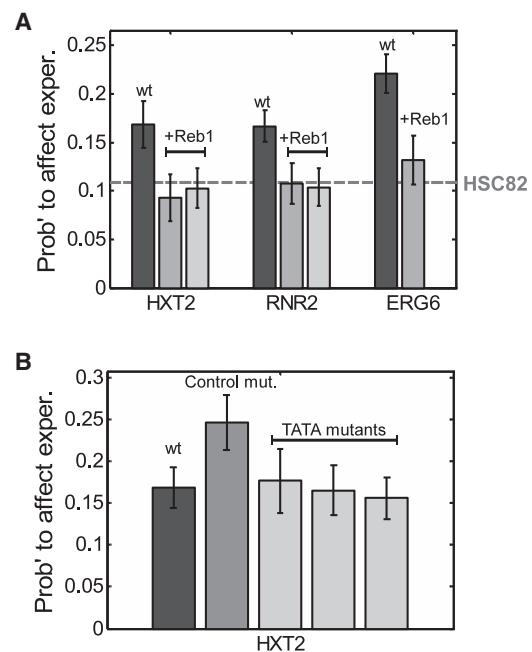 A
Prob' to affect exper.
0.25
0.2
0.15
0.1
0.05
0
wt
+Reb1
wt
+Reb1
wt
+Reb1
HSC82
HXT2
RNR2
ERG6
B
Prob' to affect exper.
0.3
0.25
0.2
0.15
0.1
0.05
0
wt
Control mut.
TATA mutants
HXT2